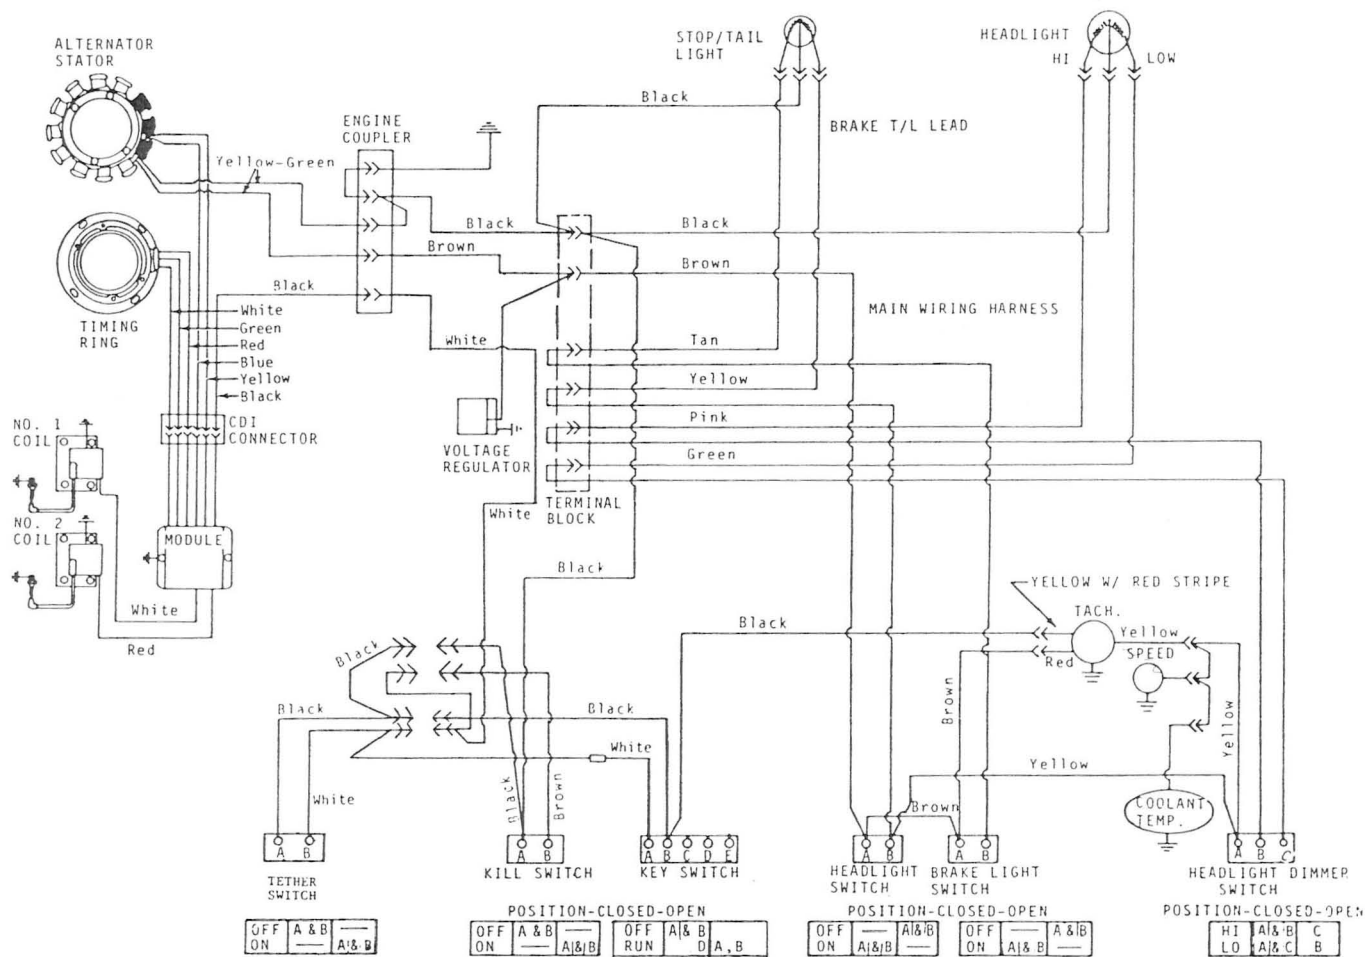 ALTERNATOR
STATOR
STOP/TAIL
LIGHT
HEADLIGHT
HI
LOW
Black
BRAKE T/L LEAD
ENGINE
COUPLER
Yellow-Green
Black
Black
Brown
Brown
Black
MAIN WIRING HARNESS
TIMING
RING
White
Green
Red
Blue
Yellow
Black
White
Tan
Yellow
Pink
Green
NO. 1
COIL
CDI
CONNECTOR
VOLTAGE
REGULATOR
TERMINAL
BLOCK
White
NO. 2
COIL
MODULE
Black
YELLOW W/ RED STRIPE
TACH.
White
Red
Black
Yellow
SPEED
Red
Black
Black
Black
Brown
Yellow
White
Yellow
White
Black
Brown
Brown
COOLANT
TEMP.
A B
A B
A B C D E
A B
A B
A B C
TETHER
SWITCH
KILL SWITCH
KEY SWITCH
HEADLIGHT
SWITCH
BRAKE LIGHT
SWITCH
HEADLIGHT DIMMER
SWITCH
POSITION-CLOSED-OPEN
POSITION-CLOSED-OPEN
POSITION-CLOSED-OPEN
OFF A&B —
ON — A&B
OFF A&B —
ON — A&B
OFF A&B
RUN D A,B
OFF — A&B
ON A&B —
OFF — A&B
ON A&B —
HI A&B C
LO A&C B